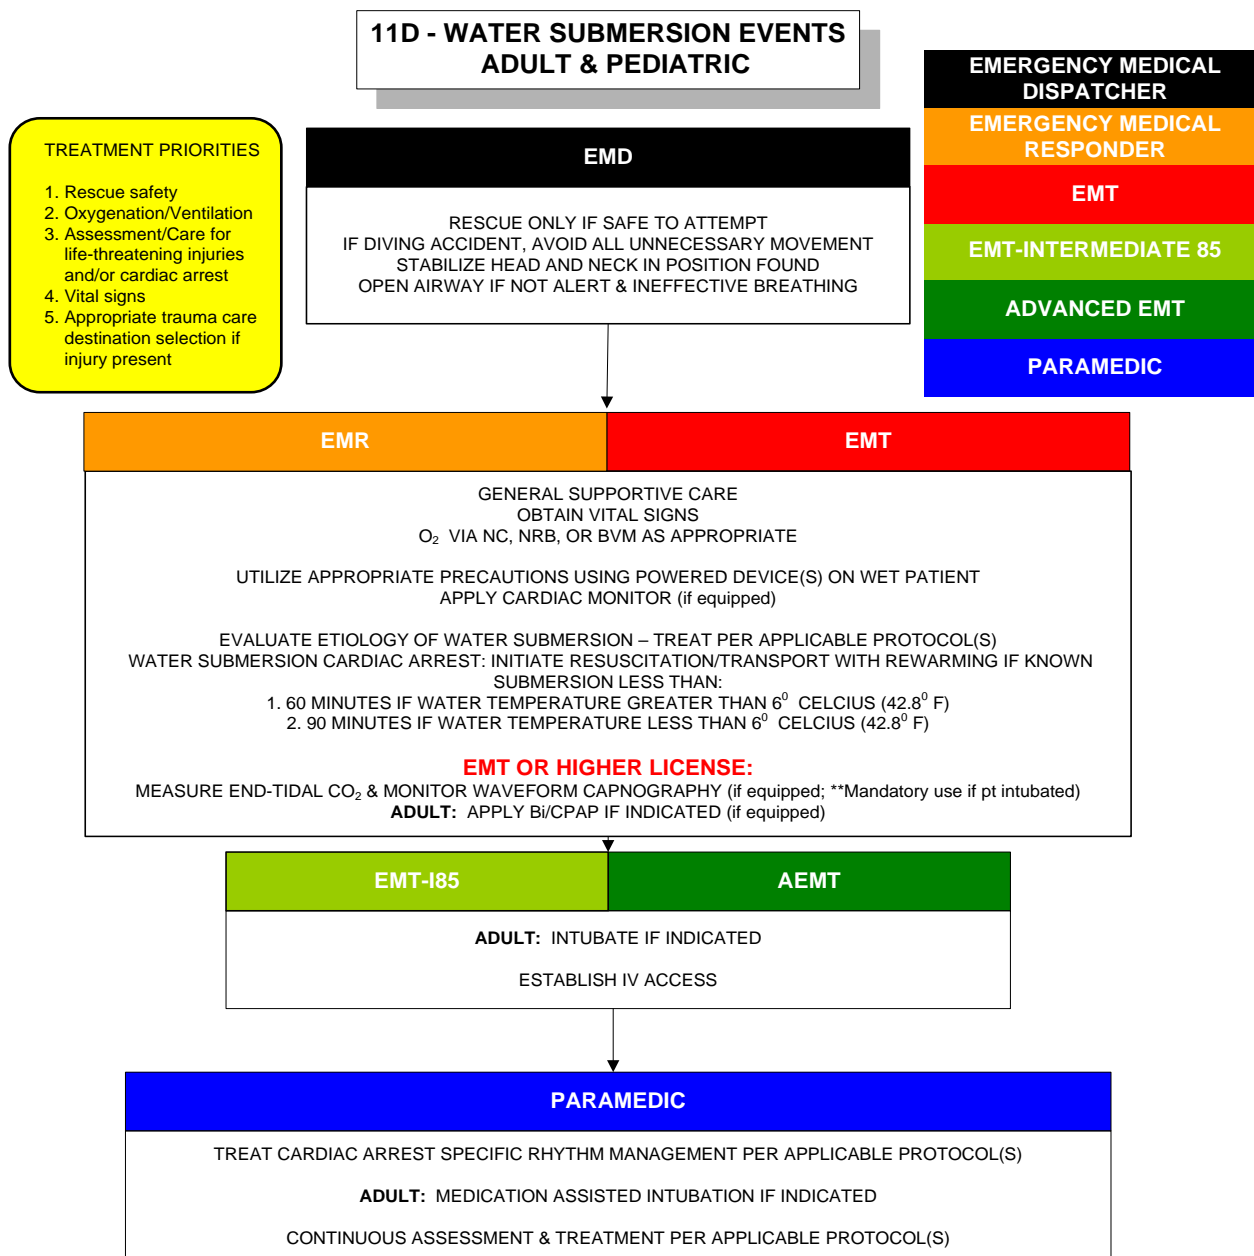 11D - WATER SUBMERSION EVENTS
ADULT & PEDIATRIC
EMERGENCY MEDICAL
DISPATCHER
EMERGENCY MEDICAL
RESPONDER
EMT
EMT-INTERMEDIATE 85
ADVANCED EMT
PARAMEDIC
TREATMENT PRIORITIES
1. Rescue safety
2. Oxygenation/Ventilation
3. Assessment/Care for
life-threatening injuries
and/or cardiac arrest
4. Vital signs
5. Appropriate trauma care
destination selection if
injury present
EMD
RESCUE ONLY IF SAFE TO ATTEMPT
IF DIVING ACCIDENT, AVOID ALL UNNECESSARY MOVEMENT
STABILIZE HEAD AND NECK IN POSITION FOUND
OPEN AIRWAY IF NOT ALERT & INEFFECTIVE BREATHING
EMR
EMT
GENERAL SUPPORTIVE CARE
OBTAIN VITAL SIGNS
O₂ VIA NC, NRB, OR BVM AS APPROPRIATE
UTILIZE APPROPRIATE PRECAUTIONS USING POWERED DEVICE(S) ON WET PATIENT
APPLY CARDIAC MONITOR (if equipped)
EVALUATE ETIOLOGY OF WATER SUBMERSION – TREAT PER APPLICABLE PROTOCOL(S)
WATER SUBMERSION CARDIAC ARREST: INITIATE RESUSCITATION/TRANSPORT WITH REWARMING IF KNOWN
SUBMERSION LESS THAN:
1. 60 MINUTES IF WATER TEMPERATURE GREATER THAN 6⁰ CELCIUS (42.8⁰ F)
2. 90 MINUTES IF WATER TEMPERATURE LESS THAN 6⁰ CELCIUS (42.8⁰ F)
EMT OR HIGHER LICENSE:
MEASURE END-TIDAL CO₂ & MONITOR WAVEFORM CAPNOGRAPHY (if equipped; **Mandatory use if pt intubated)
ADULT: APPLY Bi/CPAP IF INDICATED (if equipped)
EMT-I85
AEMT
ADULT: INTUBATE IF INDICATED
ESTABLISH IV ACCESS
PARAMEDIC
TREAT CARDIAC ARREST SPECIFIC RHYTHM MANAGEMENT PER APPLICABLE PROTOCOL(S)
ADULT: MEDICATION ASSISTED INTUBATION IF INDICATED
CONTINUOUS ASSESSMENT & TREATMENT PER APPLICABLE PROTOCOL(S)